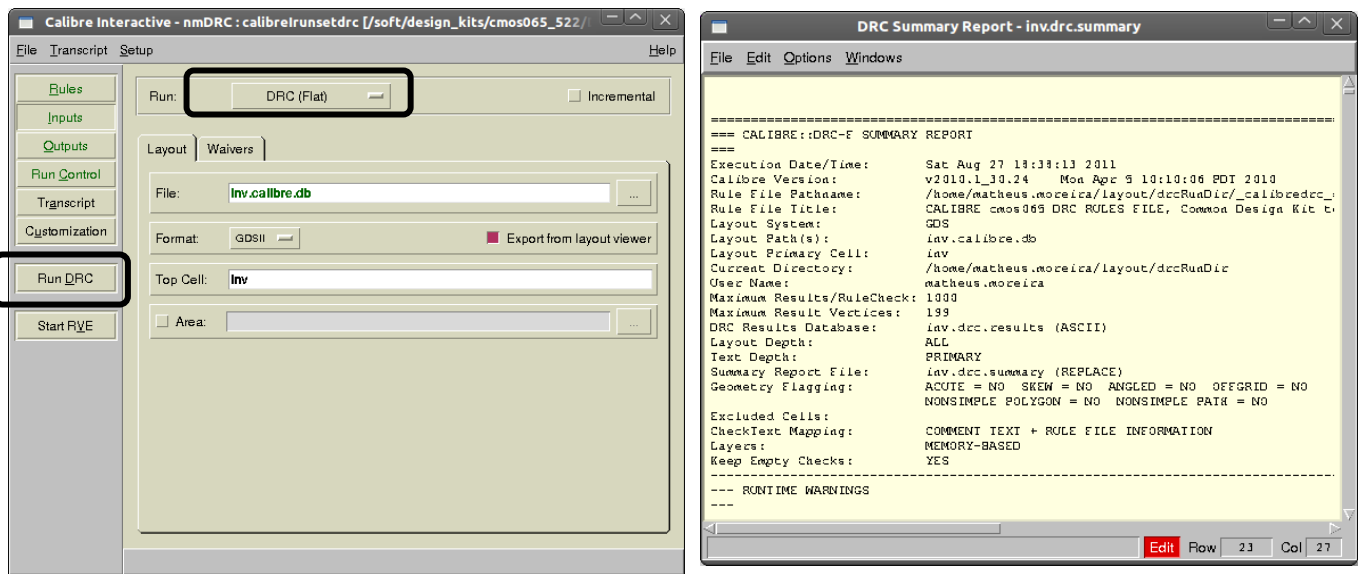 Calibre Interactive - nmDRC : calibreIrunsetdrc [/soft/design_kits/cmos065_522/
File Transcript Setup Help
Rules
Inputs
Outputs
Run Control
Transcript
Customization
Run DRC
Start RVE
Run: DRC (Flat) Incremental
Layout Waivers
File: inv.calibre.db ...
Format: GDSII Export from layout viewer
Top Cell: inv
Area: ...
DRC Summary Report - inv.drc.summary
File Edit Options Windows
==================================================
=== CALIBRE::DRC-F SUMMARY REPORT
===
Execution Date/Time: Sat Aug 27 18:38:13 2011
Calibre Version: v2010.1_30.24 Mon Apr 5 10:10:06 PDT 2010
Rule File Pathname: /home/matheus.moreira/layout/drcRunDir/_calibredrc_
Rule File Title: CALIBRE cmos065 DRC RULES FILE, Common Design Kit
Layout System: GDS
Layout Path(s): inv.calibre.db
Layout Primary Cell: inv
Current Directory: /home/matheus.moreira/layout/drcRunDir
User Name: matheus.moreira
Maximum Results/RuleCheck: 1000
Maximum Result Vertices: 199
DRC Results Database: inv.drc.results (ASCII)
Layout Depth: ALL
Text Depth: PRIMARY
Summary Report File: inv.drc.summary (REPLACE)
Geometry Flagging: ACUTE = NO SKEW = NO ANGLED = NO OFFGRID = NO
NONSIMPLE POLYGON = NO NONSIMPLE PATH = NO
Excluded Cells:
CheckText Mapping: COMMENT TEXT + RULE FILE INFORMATION
Layers: MEMORY-BASED
Keep Empty Checks: YES
--------------------------------------------------
--- RUNTIME WARNINGS
---
Edit Row 23 Col 27